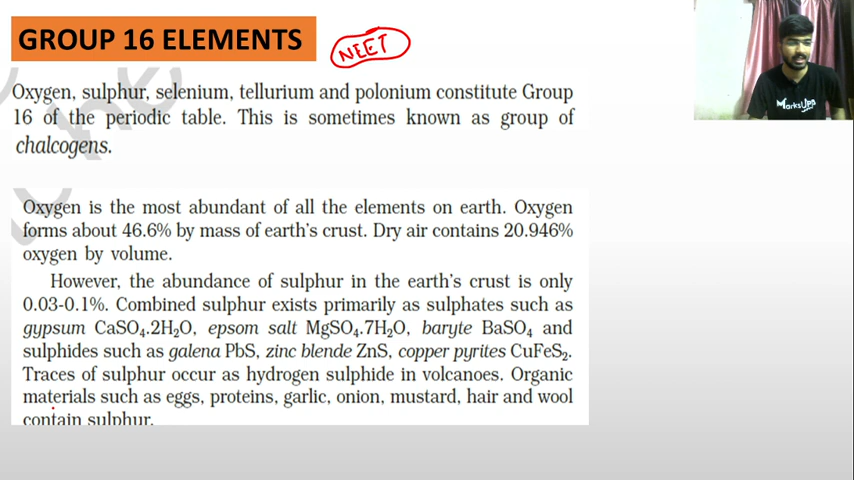 GROUP 16 ELEMENTS
NEET
Oxygen, sulphur, selenium, tellurium and polonium constitute Group
16 of the periodic table. This is sometimes known as group of
chalcogens.
MarksUp
Oxygen is the most abundant of all the elements on earth. Oxygen
forms about 46.6% by mass of earth's crust. Dry air contains 20.946%
oxygen by volume.
However, the abundance of sulphur in the earth's crust is only
0.03-0.1%. Combined sulphur exists primarily as sulphates such as
gypsum CaSO₄.2H₂O, epsom salt MgSO₄.7H₂O, baryte BaSO₄ and
sulphides such as galena PbS, zinc blende ZnS, copper pyrites CuFeS₂.
Traces of sulphur occur as hydrogen sulphide in volcanoes. Organic
materials such as eggs, proteins, garlic, onion, mustard, hair and wool
contain sulphur.